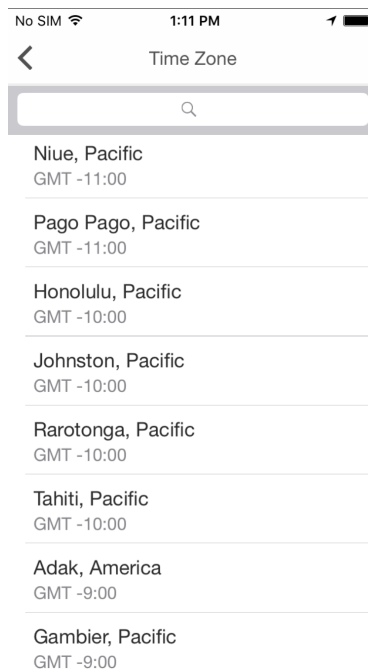 No SIM 1:11 PM
Time Zone
Niue, Pacific
GMT -11:00
Pago Pago, Pacific
GMT -11:00
Honolulu, Pacific
GMT -10:00
Johnston, Pacific
GMT -10:00
Rarotonga, Pacific
GMT -10:00
Tahiti, Pacific
GMT -10:00
Adak, America
GMT -9:00
Gambier, Pacific
GMT -9:00